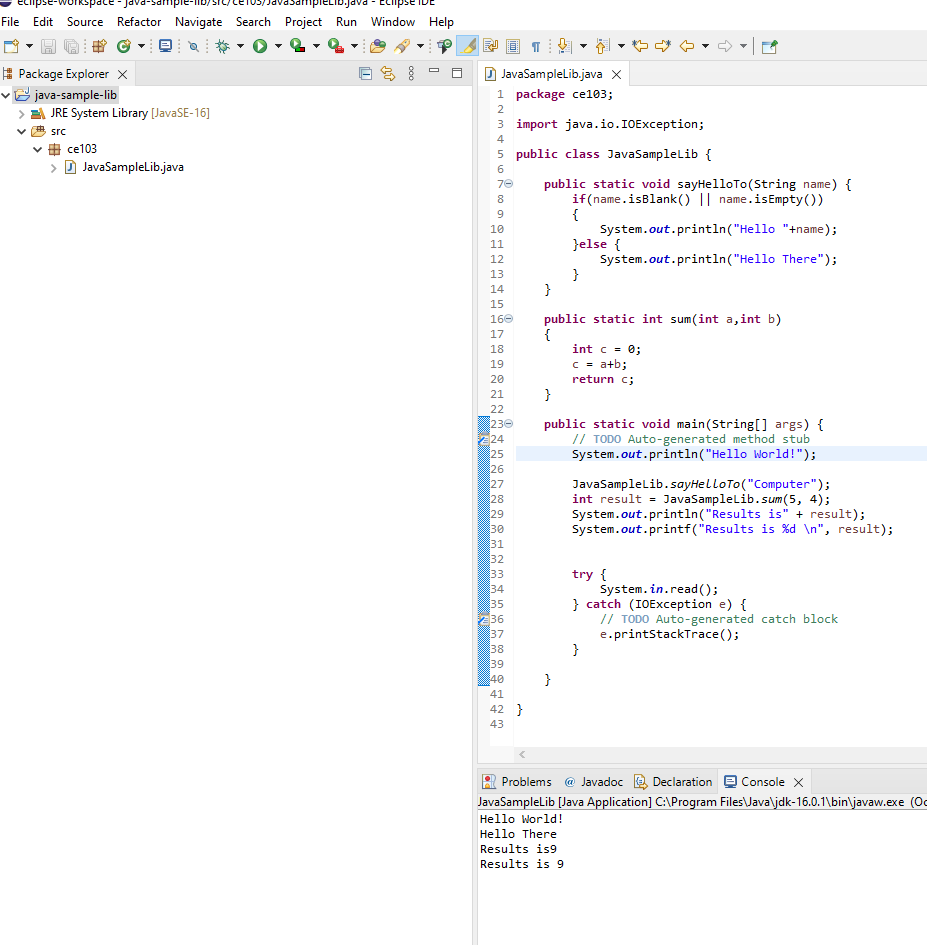 eclipse-workspace - java-sample-lib/src/ce103/JavaSampleLib.java - Eclipse IDE
File Edit Source Refactor Navigate Search Project Run Window Help
Package Explorer
java-sample-lib
JRE System Library [JavaSE-16]
src
ce103
JavaSampleLib.java
JavaSampleLib.java
1 package ce103;
2
3 import java.io.IOException;
4
5 public class JavaSampleLib {
6
7 public static void sayHelloTo(String name) {
8 if(name.isBlank() || name.isEmpty())
9 {
10 System.out.println("Hello "+name);
11 }else {
12 System.out.println("Hello There");
13 }
14 }
15
16 public static int sum(int a,int b)
17 {
18 int c = 0;
19 c = a+b;
20 return c;
21 }
22
23 public static void main(String[] args) {
24 // TODO Auto-generated method stub
25 System.out.println("Hello World!");
26
27 JavaSampleLib.sayHelloTo("Computer");
28 int result = JavaSampleLib.sum(5, 4);
29 System.out.println("Results is" + result);
30 System.out.printf("Results is %d \n", result);
31
32
33 try {
34 System.in.read();
35 } catch (IOException e) {
36 // TODO Auto-generated catch block
37 e.printStackTrace();
38 }
39
40 }
41
42 }
43
Problems @ Javadoc Declaration Console
JavaSampleLib [Java Application] C:\Program Files\Java\jdk-16.0.1\bin\javaw.exe (Oc
Hello World!
Hello There
Results is9
Results is 9